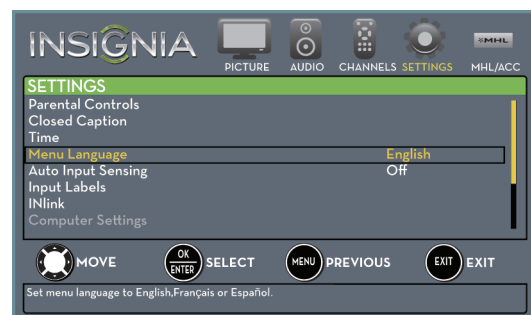 INSIGNIA
PICTURE AUDIO CHANNELS SETTINGS MHL/ACC
MHL
SETTINGS
Parental Controls
Closed Caption
Time
Menu Language English
Auto Input Sensing Off
Input Labels
INlink
Computer Settings
MOVE OK ENTER SELECT MENU PREVIOUS EXIT EXIT
Set menu language to English,Français or Español.